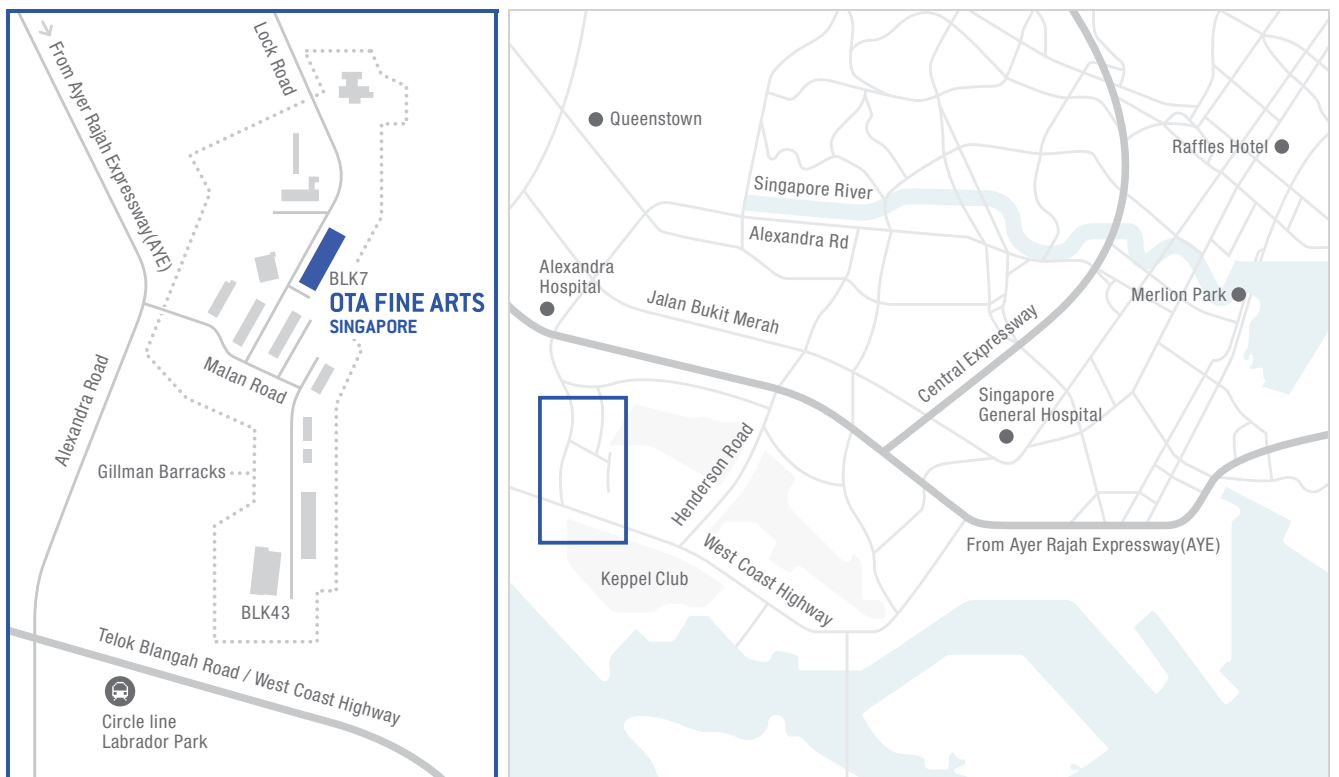 From Ayer Rajah Expressway(AYE)
Lock Road
BLK7
OTA FINE ARTS
SINGAPORE
Malan Road
Alexandra Road
Gillman Barracks
BLK43
Telok Blangah Road / West Coast Highway
Circle line
Labrador Park
Queenstown
Raffles Hotel
Singapore River
Alexandra Rd
Alexandra
Hospital
Merlion Park
Jalan Bukit Merah
Central Expressway
Singapore
General Hospital
Henderson Road
From Ayer Rajah Expressway(AYE)
West Coast Highway
Keppel Club